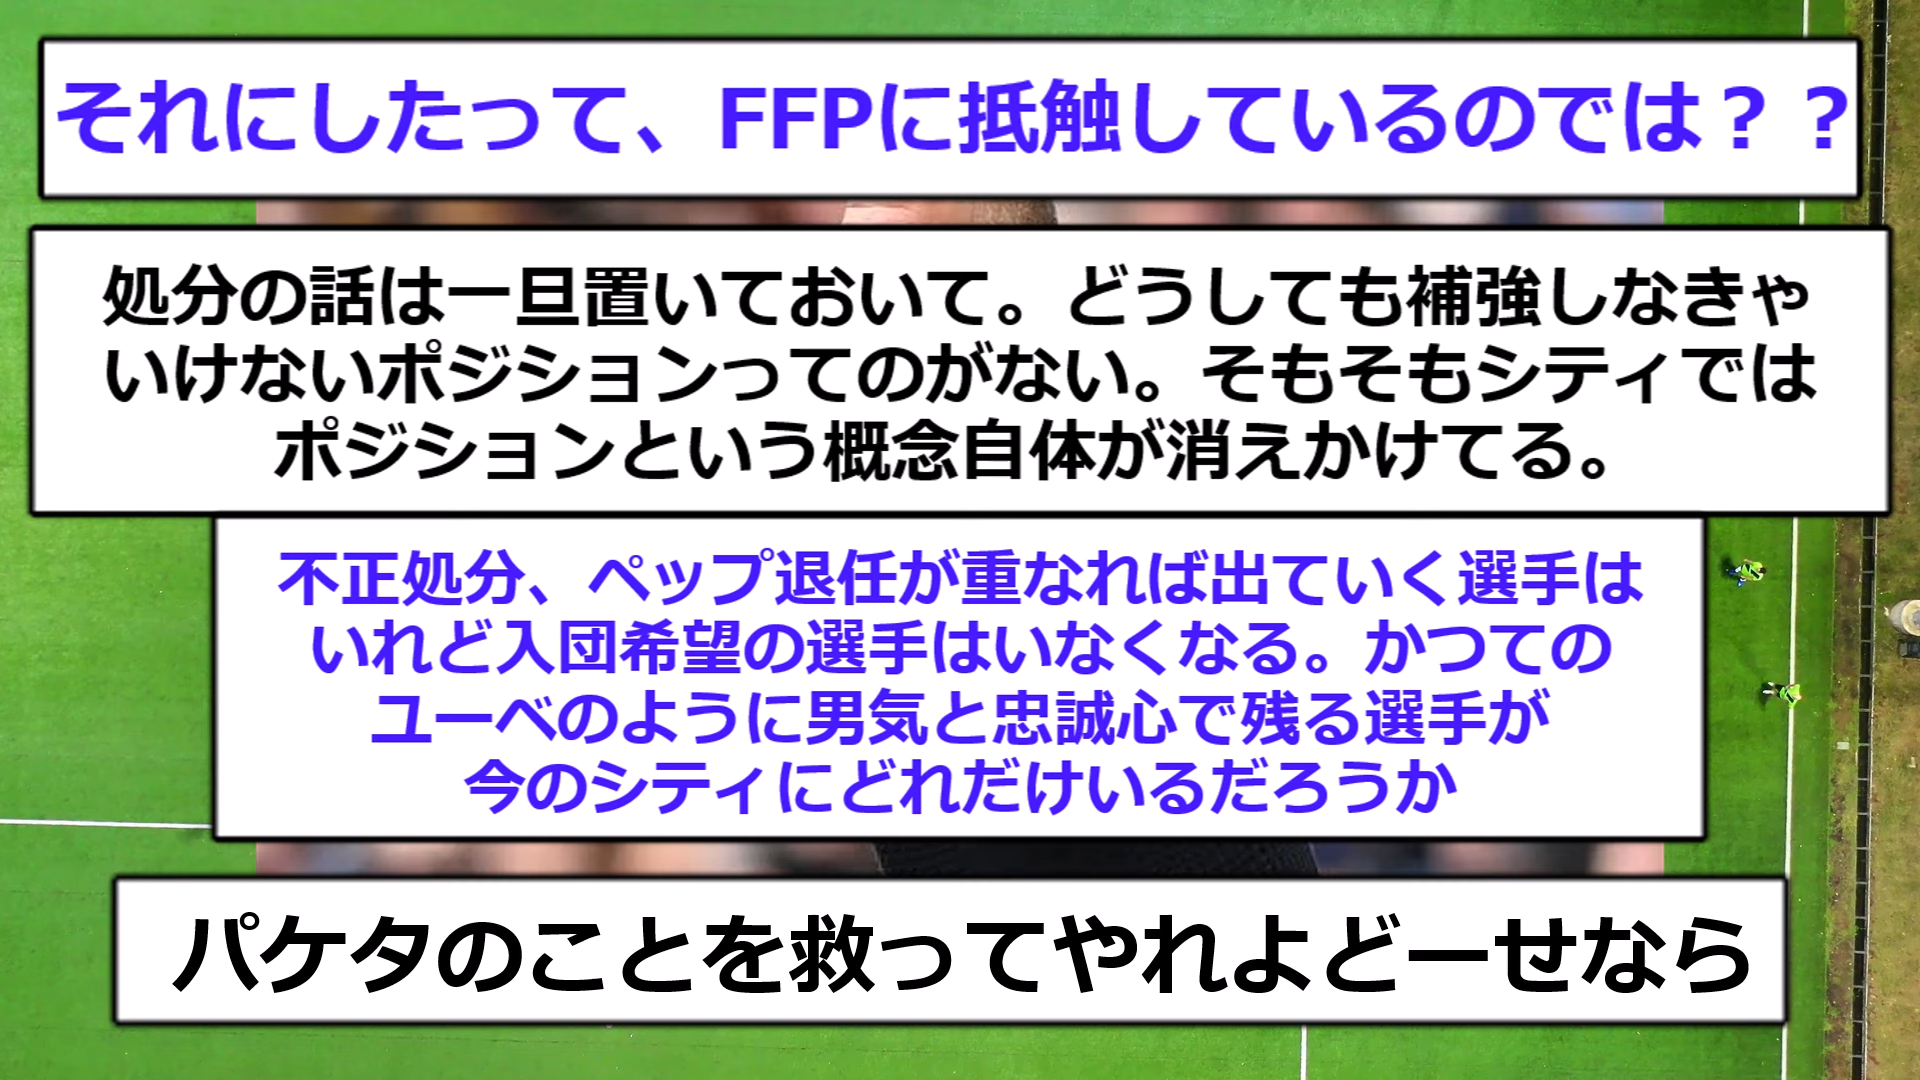 それにしたって、FFPに抵触しているのでは？？
処分の話は一旦置いておいて。どうしても補強しなきゃ
いけないポジションってのがない。そもそもシティでは
ポジションという概念自体が消えかけてる。
不正処分、ペップ退任が重なれば出ていく選手は
いれど入団希望の選手はいなくなる。かつての
ユーベのように男気と忠誠心で残る選手が
今のシティにどれだけいるだろうか
パケタのことを救ってやれよどーせなら